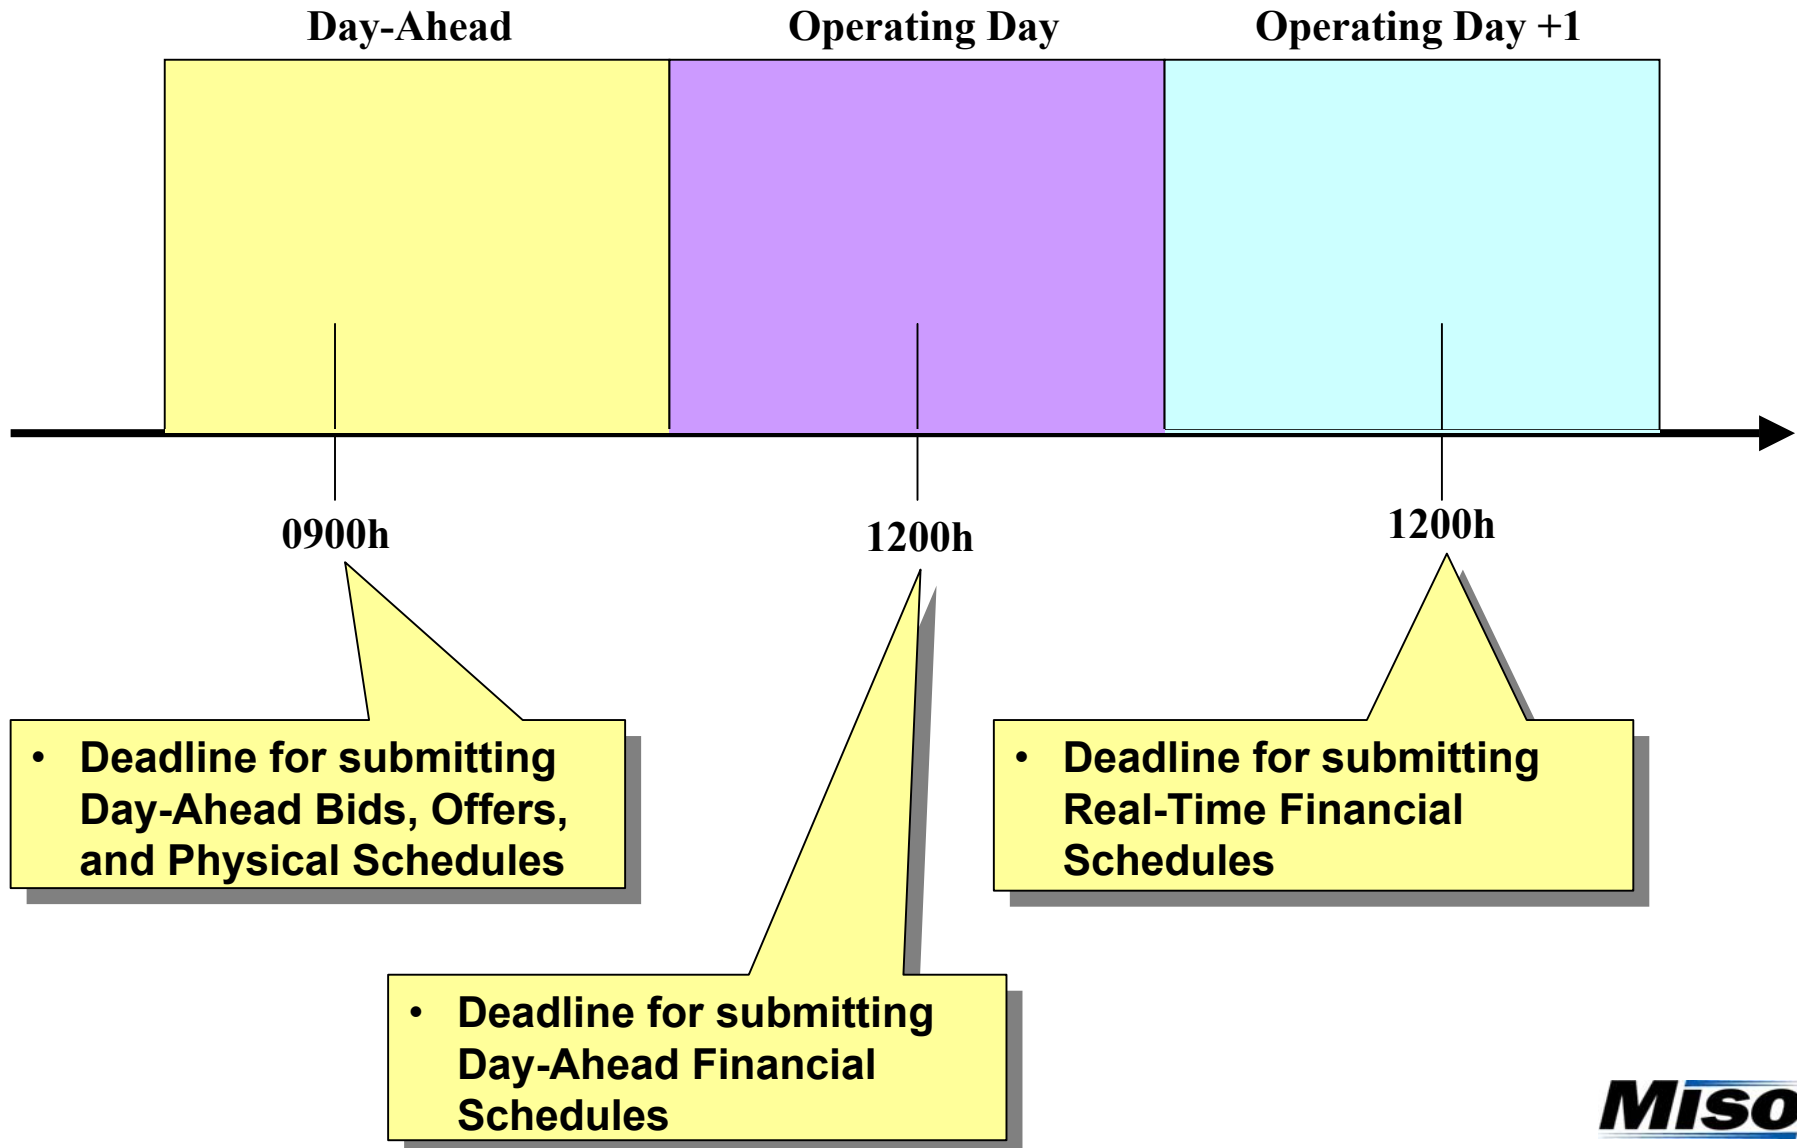 Day-Ahead
Operating Day
Operating Day +1
0900h
1200h
1200h
• Deadline for submitting
Day-Ahead Bids, Offers,
and Physical Schedules
• Deadline for submitting
Real-Time Financial
Schedules
• Deadline for submitting
Day-Ahead Financial
Schedules
MISO